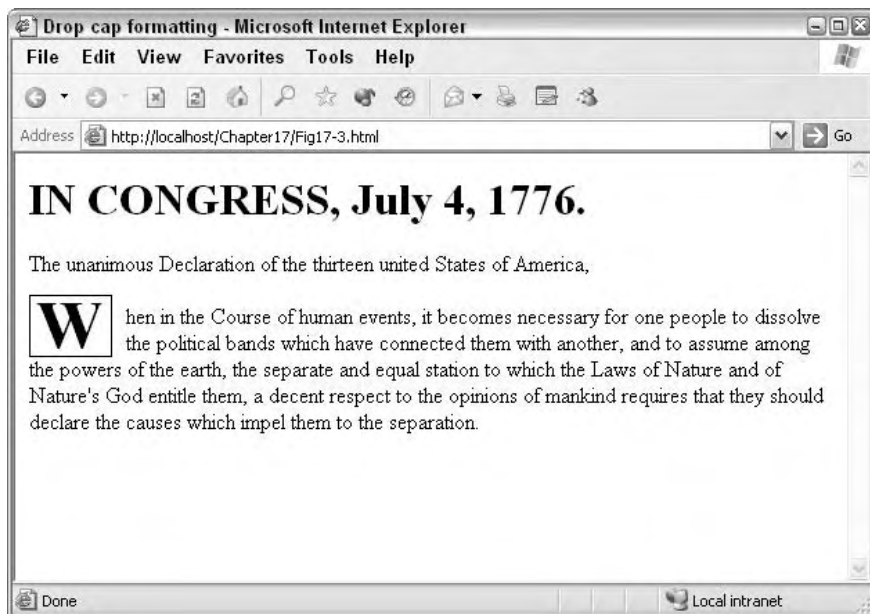 Drop cap formatting - Microsoft Internet Explorer
File Edit View Favorites Tools Help
Address http://localhost/Chapter17/Fig17-3.html Go
IN CONGRESS, July 4, 1776.
The unanimous Declaration of the thirteen united States of America,
When in the Course of human events, it becomes necessary for one people to dissolve
the political bands which have connected them with another, and to assume among
the powers of the earth, the separate and equal station to which the Laws of Nature and of
Nature's God entitle them, a decent respect to the opinions of mankind requires that they should
declare the causes which impel them to the separation.
Done Local intranet